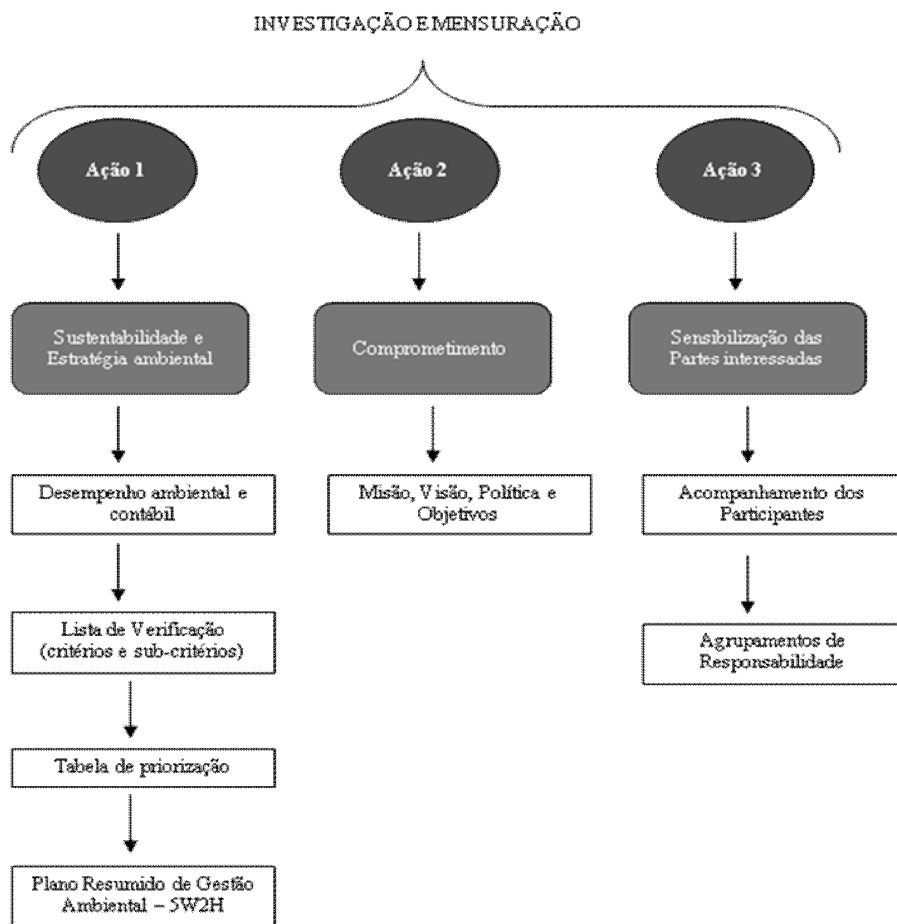 INVESTIGAÇÃO E MENSURAÇÃO
Ação 1
Ação 2
Ação 3
Sustentabilidade e
Estratégia ambiental
Comprometimento
Sensibilização das
Partes interessadas
Desempenho ambiental e
contábil
Misão, Visão, Política e
Objetivos
Acompanhamento dos
Participantes
Lista de Verificação
(critérios e sub-critérios)
Agrupamentos de
Responsabilidade
Tabela de priorização
Plano Resumido de Gestão
Ambiental – 5W2H